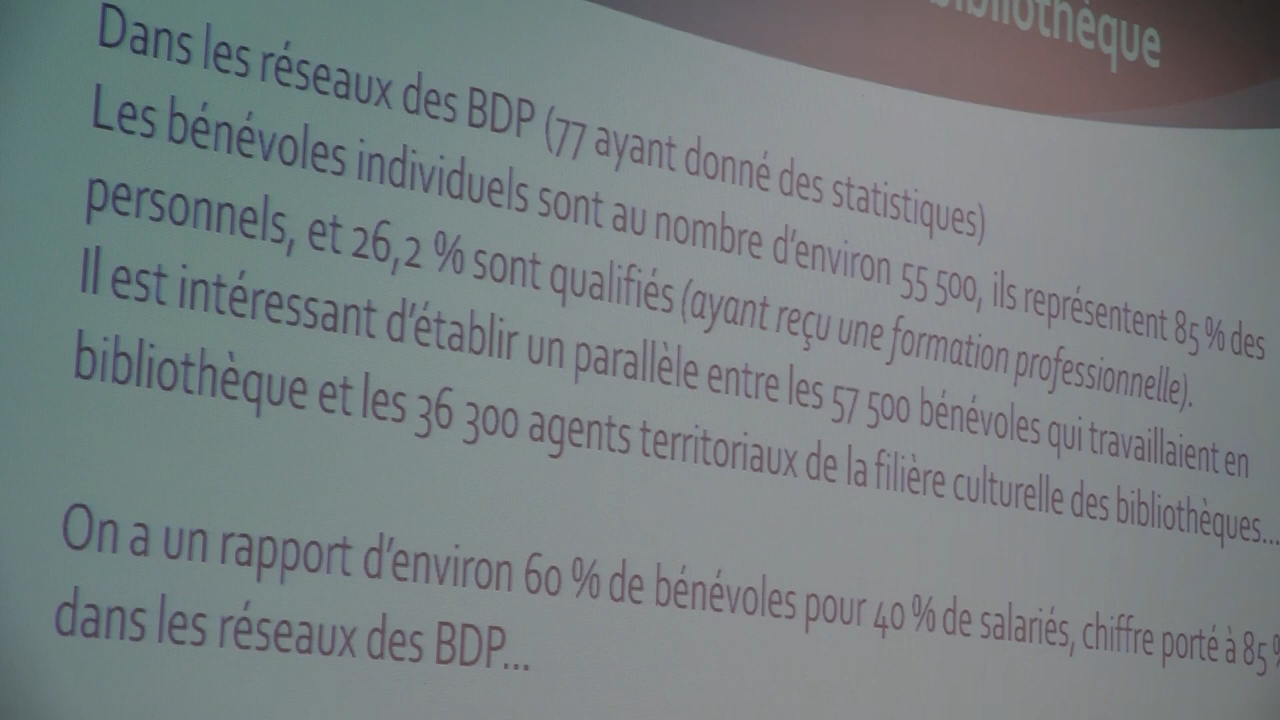 bibliothèque
Dans les réseaux des BDP (77 ayant donné des statistiques)
Les bénévoles individuels sont au nombre d'environ 55 500, ils représentent 85 % des
personnels, et 26,2 % sont qualifiés (ayant reçu une formation professionnelle).
Il est intéressant d'établir un parallèle entre les 57 500 bénévoles qui travaillaient en
bibliothèque et les 36 300 agents territoriaux de la filière culturelle des bibliothèques...
On a un rapport d'environ 60 % de bénévoles pour 40 % de salariés, chiffre porté à 85 %
dans les réseaux des BDP...